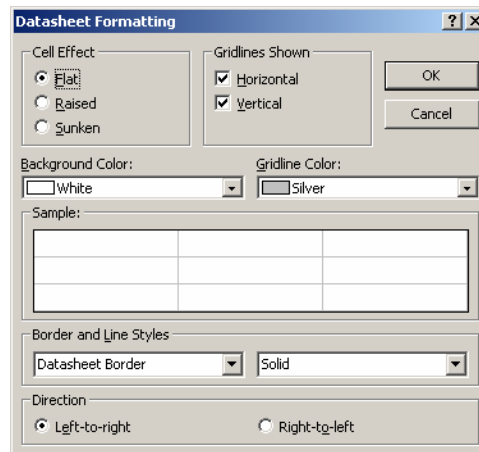 Datasheet Formatting
Cell Effect
Flat
Raised
Sunken
Gridlines Shown
Horizontal
Vertical
OK
Cancel
Background Color:
White
Gridline Color:
Silver
Sample:
Border and Line Styles
Datasheet Border
Solid
Direction
Left-to-right
Right-to-left